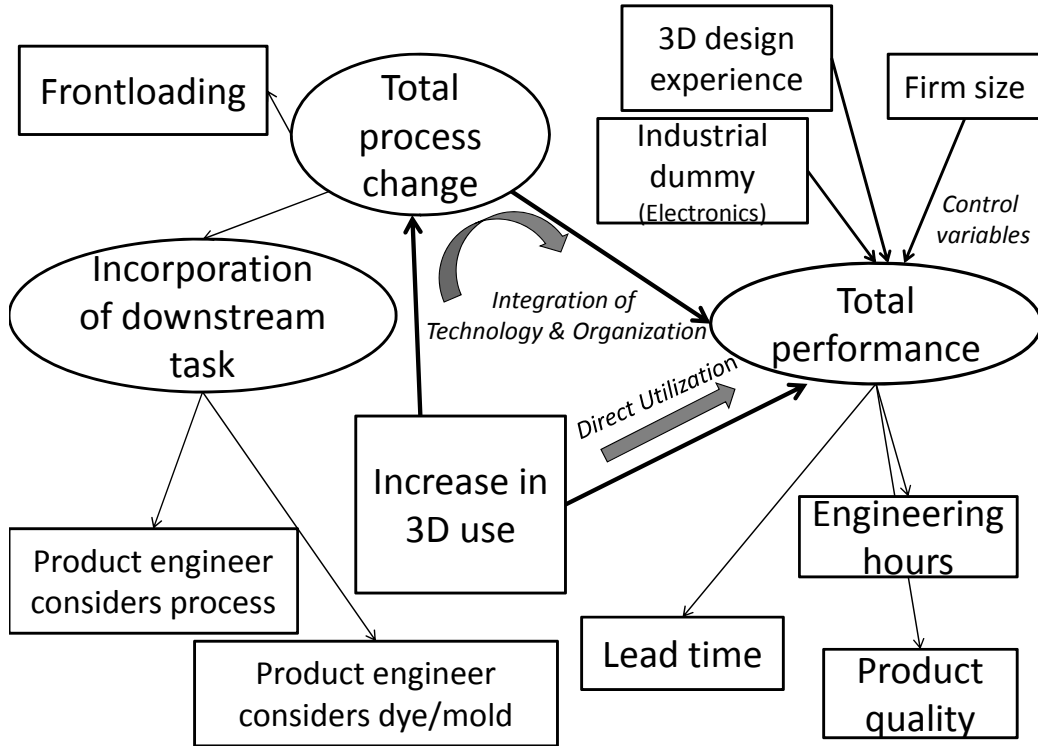 Frontloading
Total
process
change
3D design
experience
Firm size
Industrial
dummy
(Electronics)
Control
variables
Incorporation
of downstream
task
Integration of
Technology & Organization
Total
performance
Direct Utilization
Increase in
3D use
Engineering
hours
Product engineer
considers process
Lead time
Product engineer
considers dye/mold
Product
quality